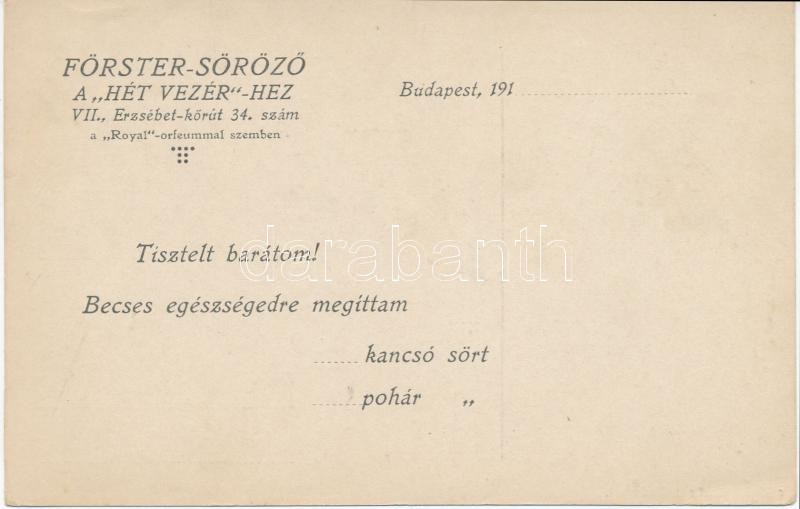 FÖRSTER-SÖRÖZŐ
A „HÉT VEZÉR“-HEZ
VII., Erzsébet-körút 34. szám
a „Royal“-orfeummal szemben
Budapest, 191
Tisztelt barátom!
darabanth
Becses egészségedre megittam
kancsó sört
pohár „